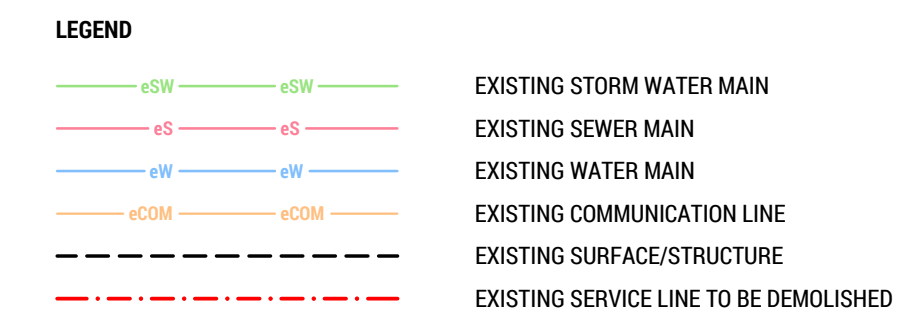 LEGEND
eSW eSW EXISTING STORM WATER MAIN
eS eS EXISTING SEWER MAIN
eW eW EXISTING WATER MAIN
eCOM eCOM EXISTING COMMUNICATION LINE
EXISTING SURFACE/STRUCTURE
EXISTING SERVICE LINE TO BE DEMOLISHED